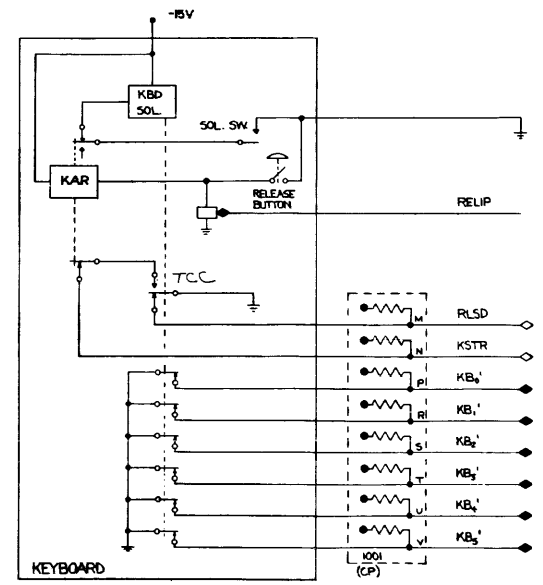 -15V
KBD
SOL.
SOL. SW.
KAR
RELEASE
BUTTON
RELIP
TCC
M
RLSD
N
KSTR
P
KB₀'
R
KB₁'
S
KB₂'
T
KB₃'
U
KB₄'
V
KB₅'
1001
(CP)
KEYBOARD